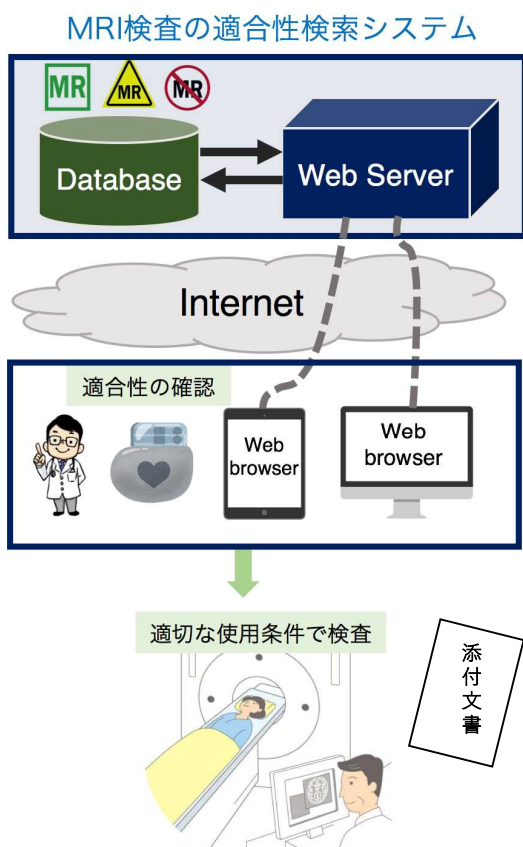 MRI検査の適合性検索システム
MR
MR
MR
Database
Web Server
Internet
適合性の確認
Web
browser
Web
browser
適切な使用条件で検査
添付文書